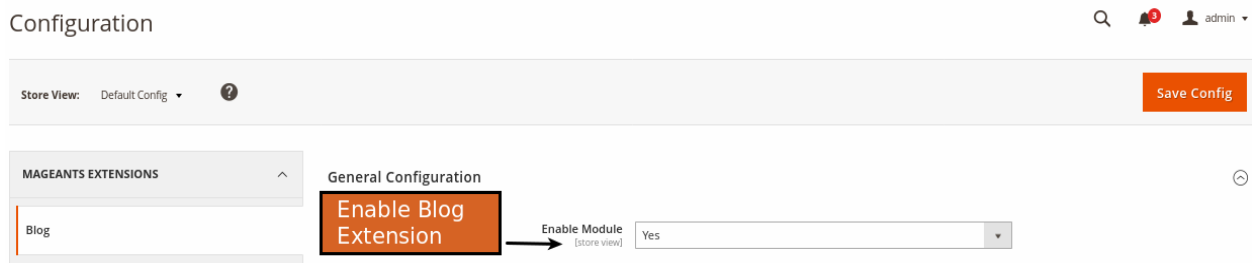 Configuration
3
admin
Store View: Default Config ?
Save Config
MAGEANTS EXTENSIONS
General Configuration
Enable Blog
Extension
Blog
Enable Module
[store view]
Yes